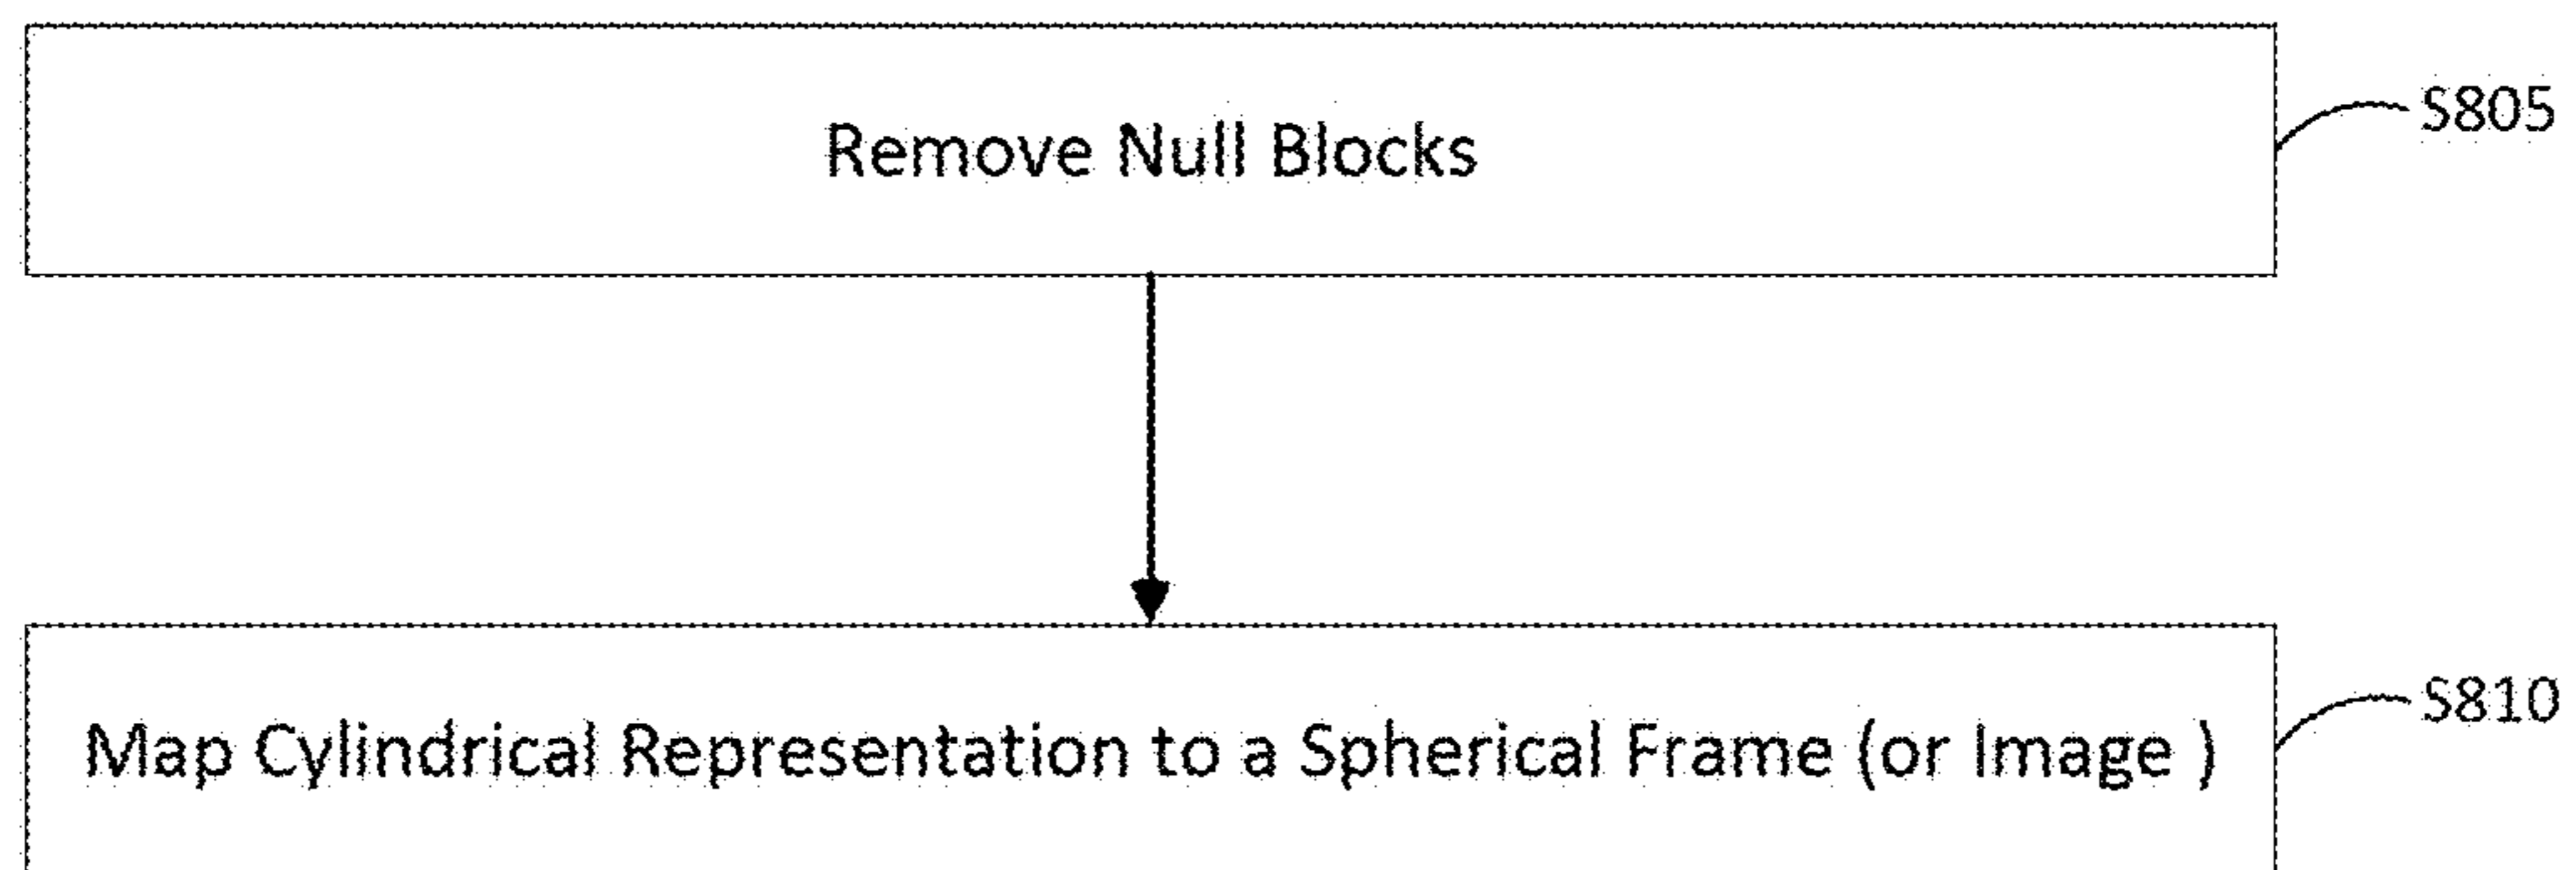 Remove Null Blocks
S805
Map Cylindrical Representation to a Spherical Frame (or Image )
S810